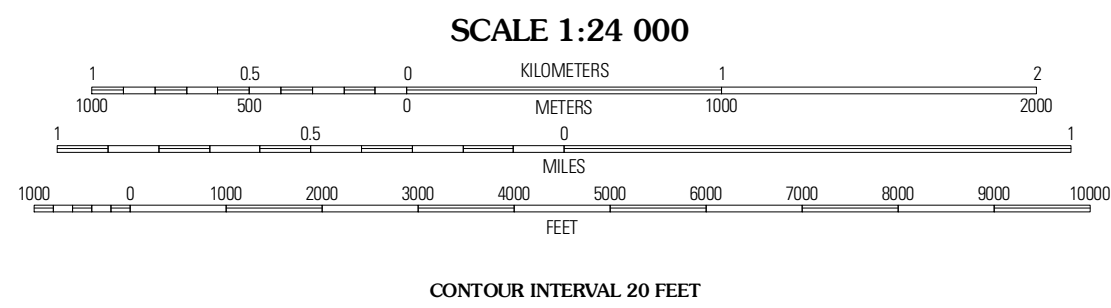 SCALE 1:24 000
1 0.5 0 KILOMETERS 1 2
1000 500 0 METERS 1000 2000
1 0.5 0 1
MILES
1000 0 1000 2000 3000 4000 5000 6000 7000 8000 9000 10000
FEET
CONTOUR INTERVAL 20 FEET